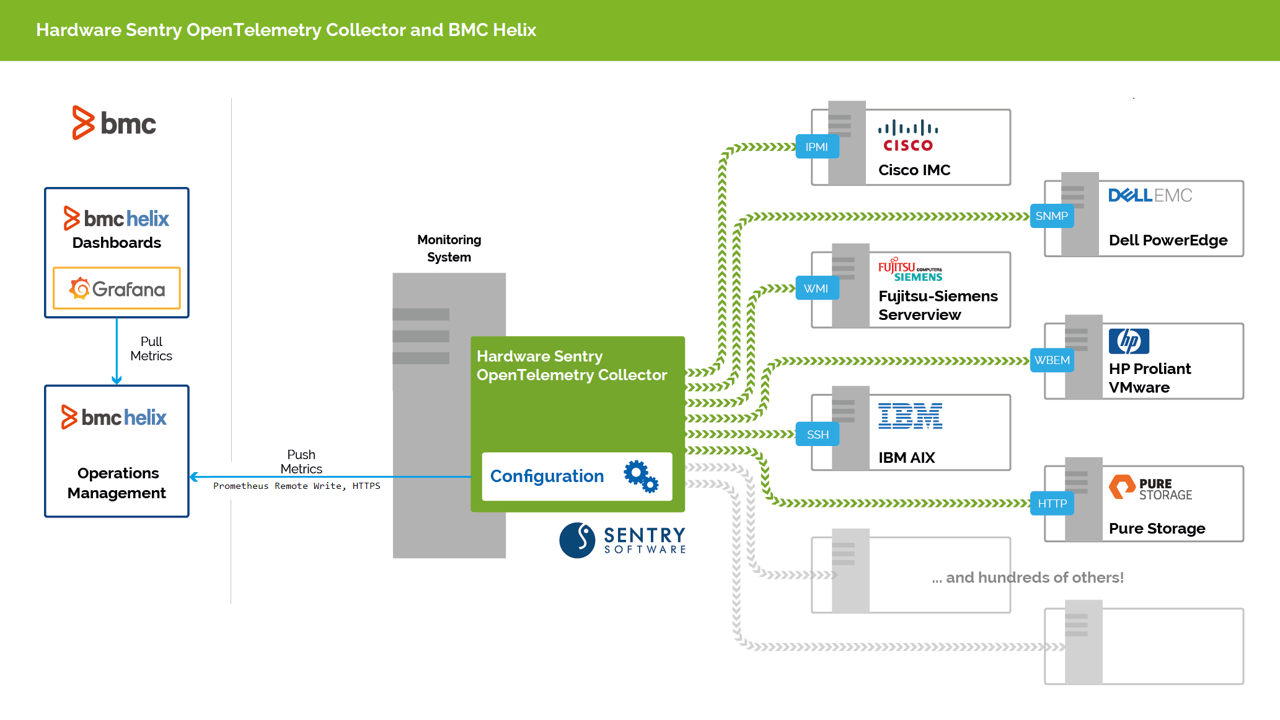 Hardware Sentry OpenTelemetry Collector and BMC Helix
bmc
bmc helix
Dashboards
Grafana
Pull
Metrics
bmc helix
Operations
Management
Push
Metrics
Prometheus Remote Write, HTTPS
Monitoring
System
Hardware Sentry
OpenTelemetry Collector
Configuration
SENTRY
SOFTWARE
IPMI
CISCO
Cisco IMC
SNMP
DELL EMC
Dell PowerEdge
WMI
FUJITSU COMPUTERS
SIEMENS
Fujitsu-Siemens
Serverview
WBEM
hp
HP Proliant
VMware
SSH
IBM
IBM AIX
HTTP
PURE
STORAGE
Pure Storage
... and hundreds of others!